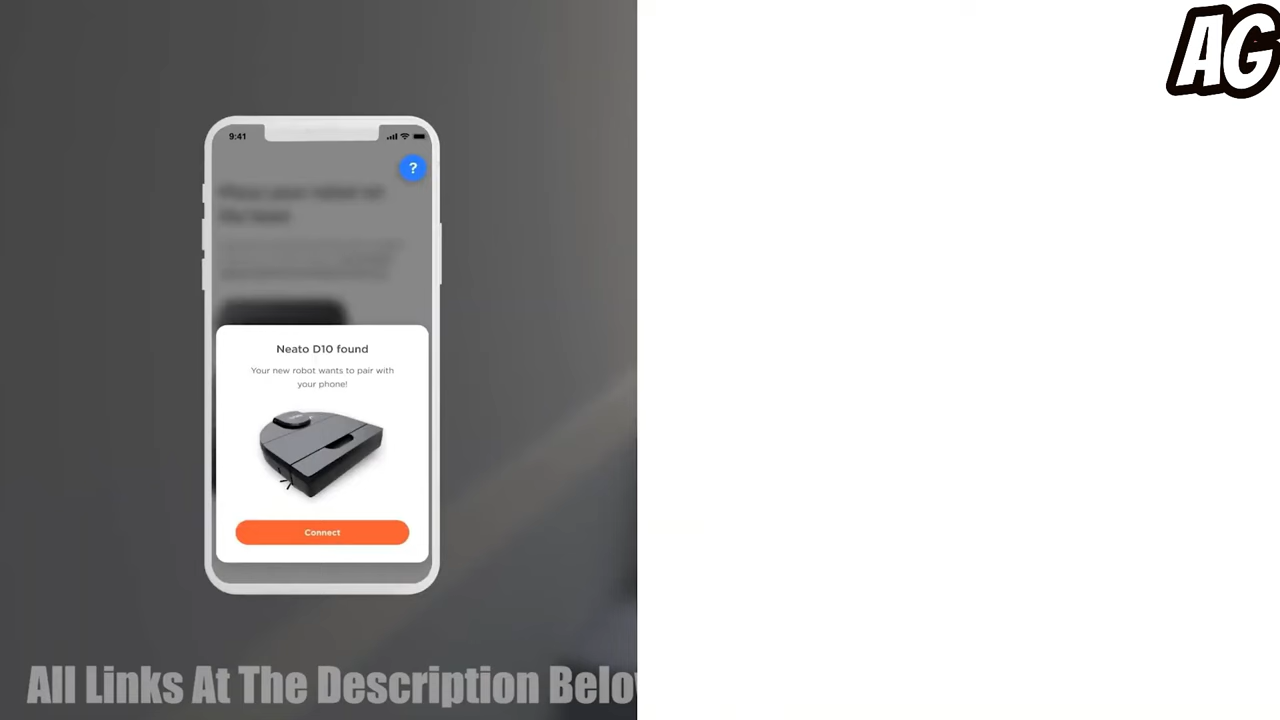 AG
9:41
?
Neato D10 found
Your new robot wants to pair with
your phone!
Connect
All Links At The Description Belo